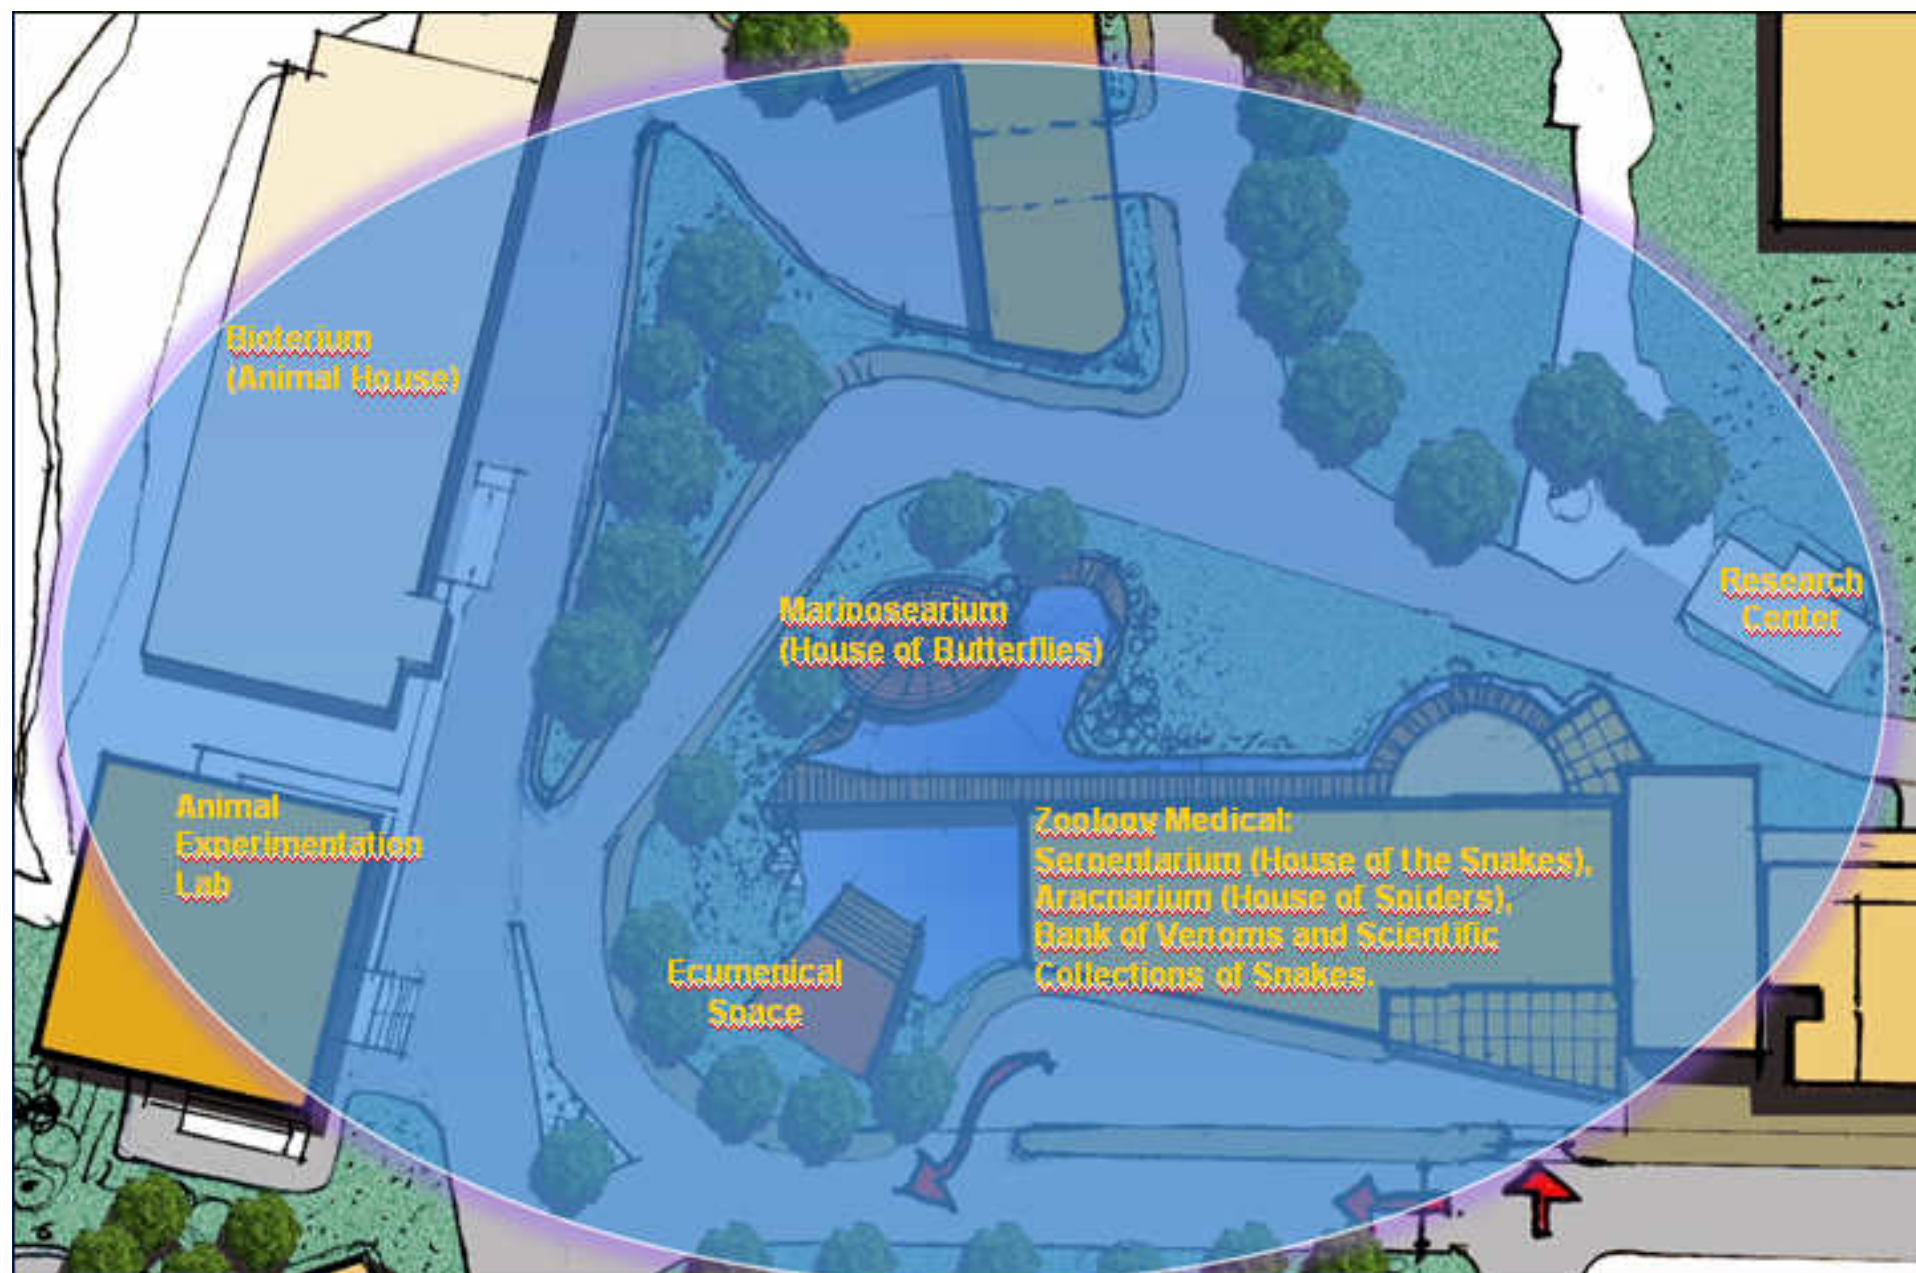 Bioterium
(Animal House)
Mariposearium
(House of Butterflies)
Research
Center
Animal
Experimentation
Lab
Zoology Medical:
Serpentarium (House of the Snakes),
Aracnarium (House of Spiders),
Bank of Venoms and Scientific
Collections of Snakes.
Ecumenical
Space